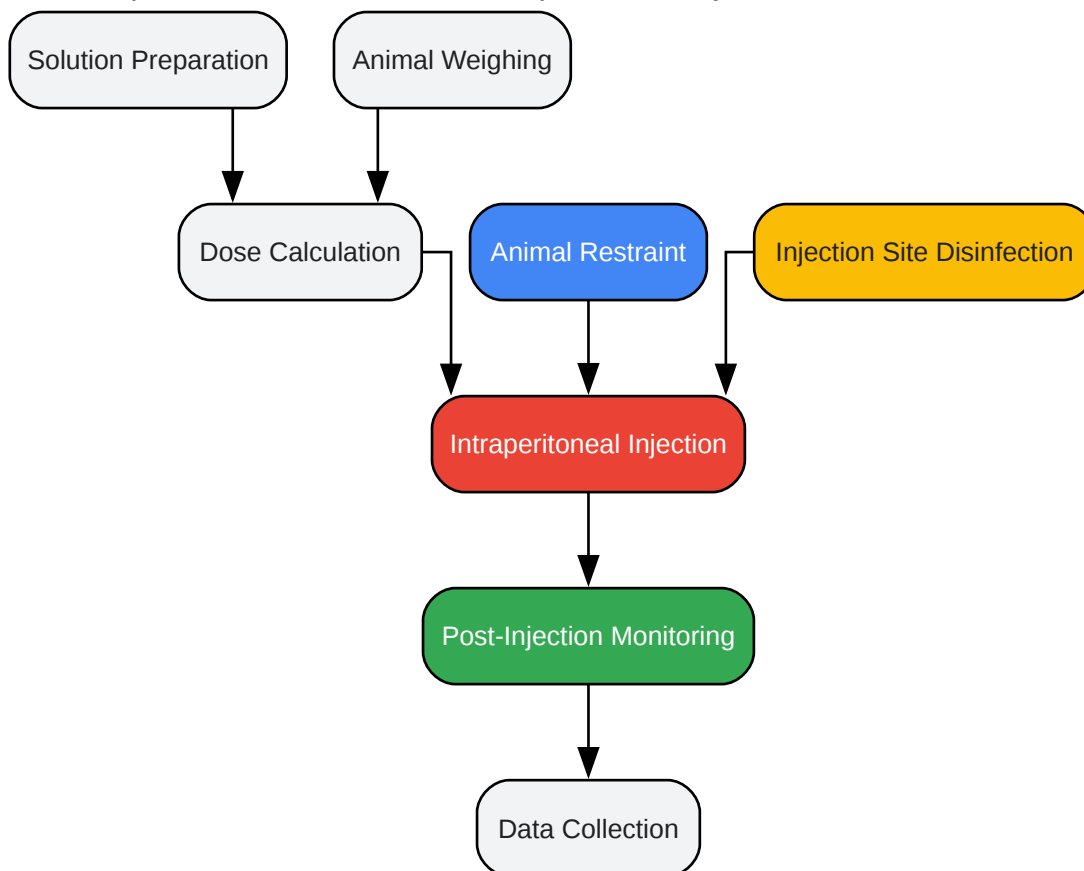 Solution Preparation
Animal Weighing
Dose Calculation
Animal Restraint
Injection Site Disinfection
Intraperitoneal Injection
Post-Injection Monitoring
Data Collection